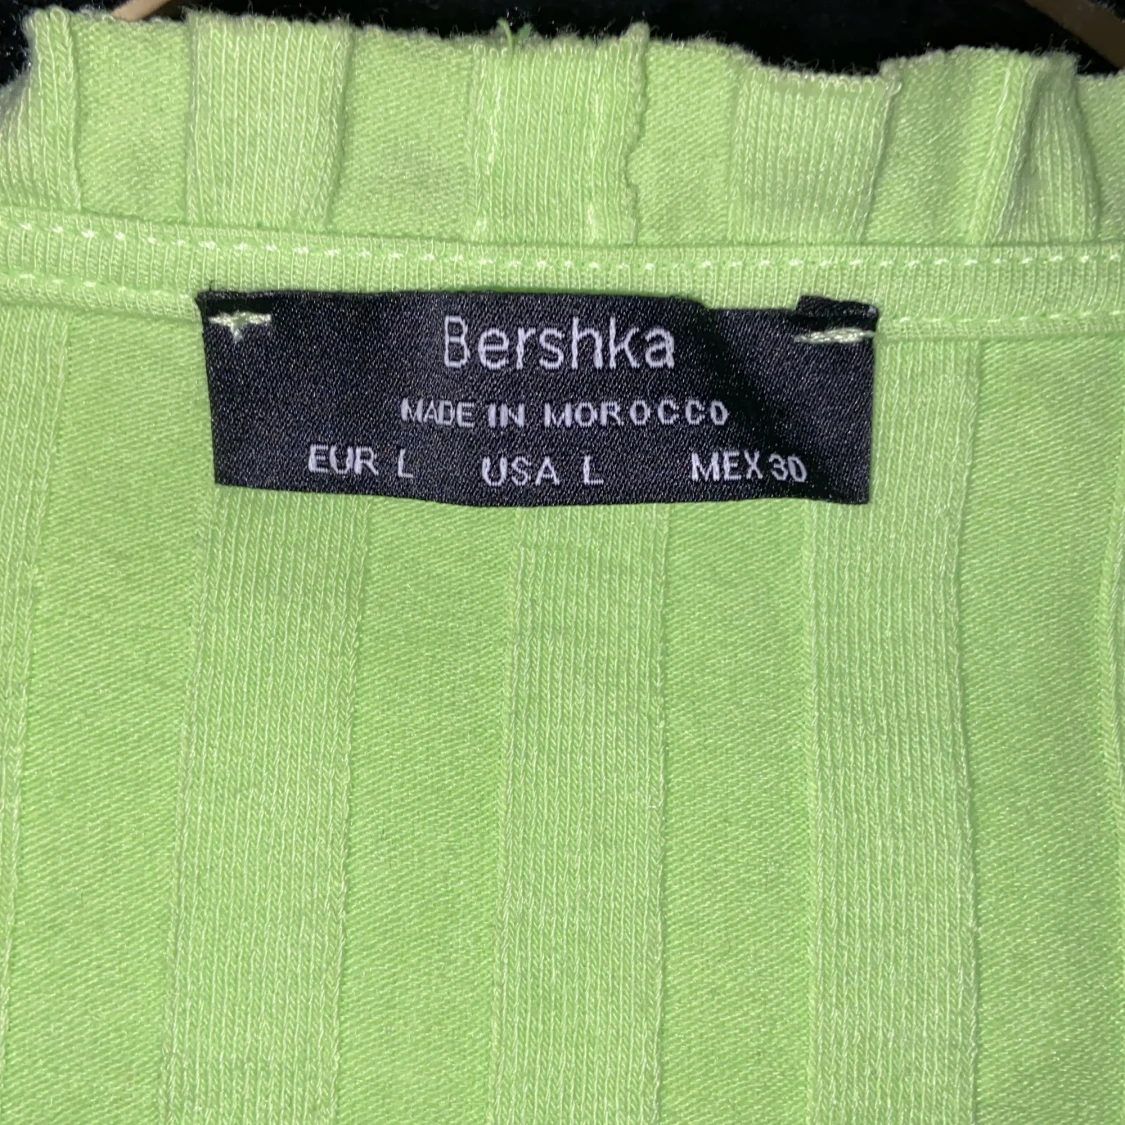 Bershka
MADE IN MOROCCO
EUR L USA L MEX 30